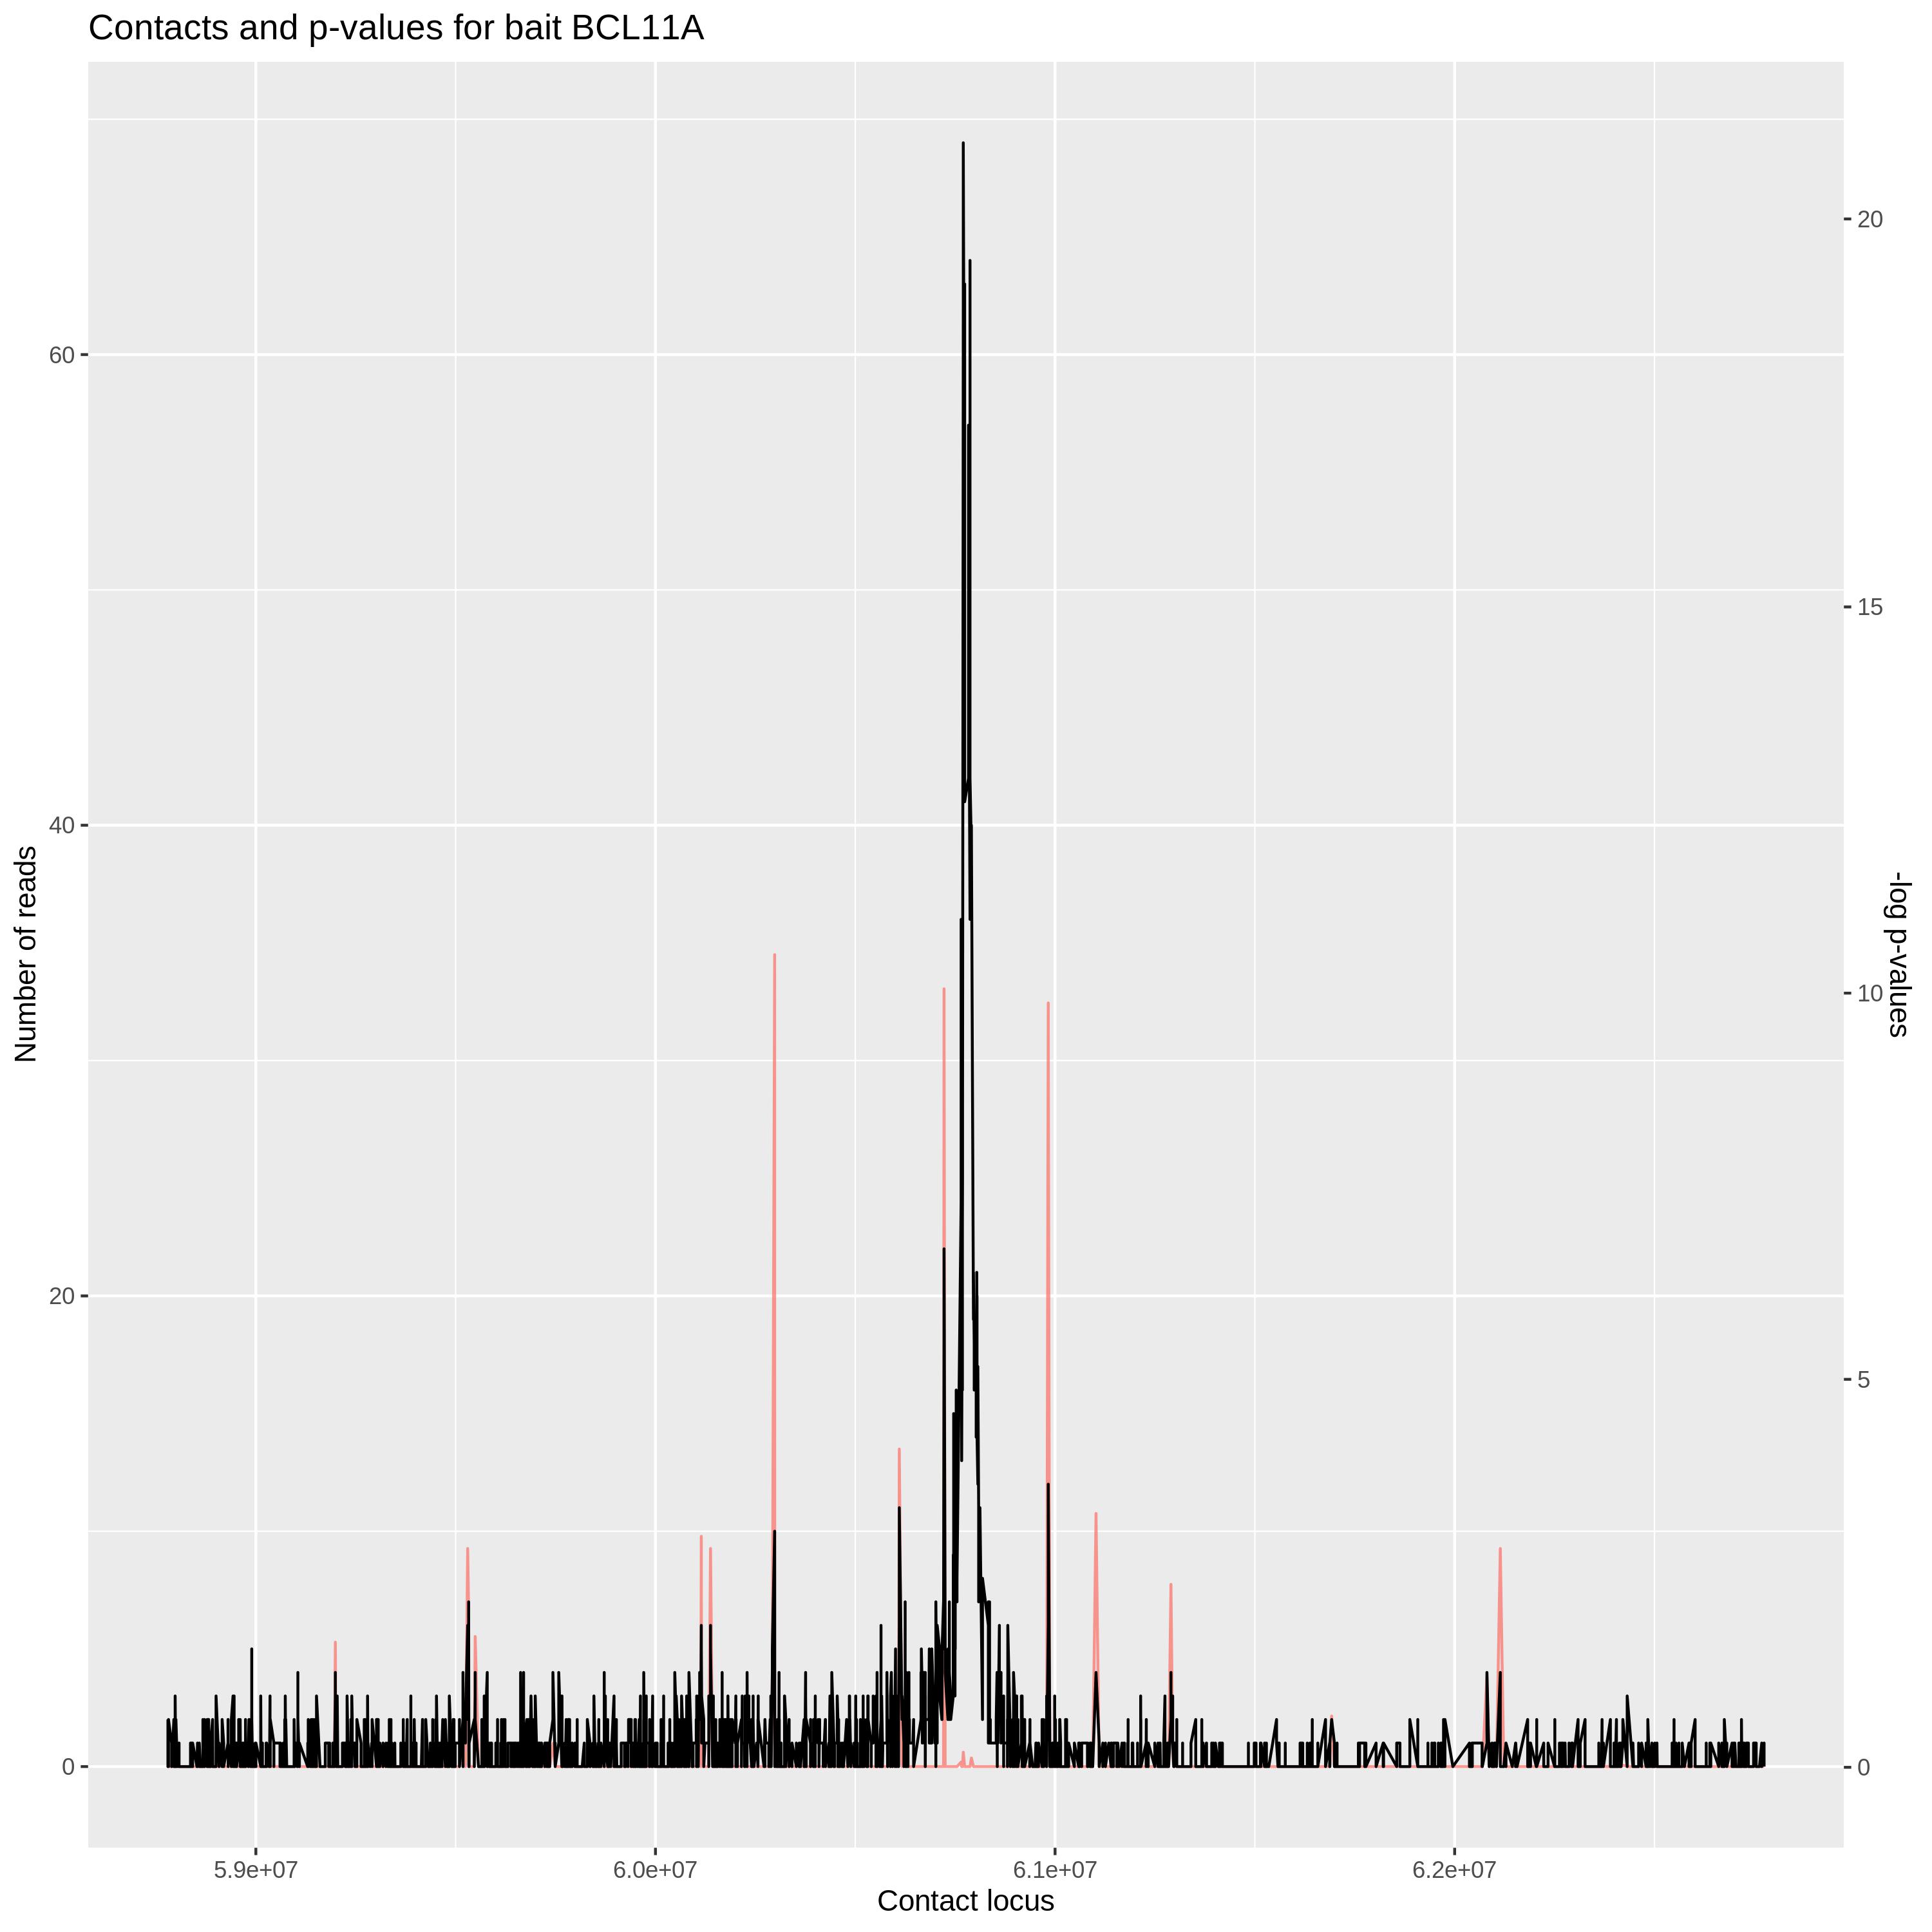 Contacts and p-values for bait BCL11A
Number of reads
60
40
20
0
20
15
10
5
0
-log p-values
5.9e+07
6.0e+07
6.1e+07
6.2e+07
Contact locus